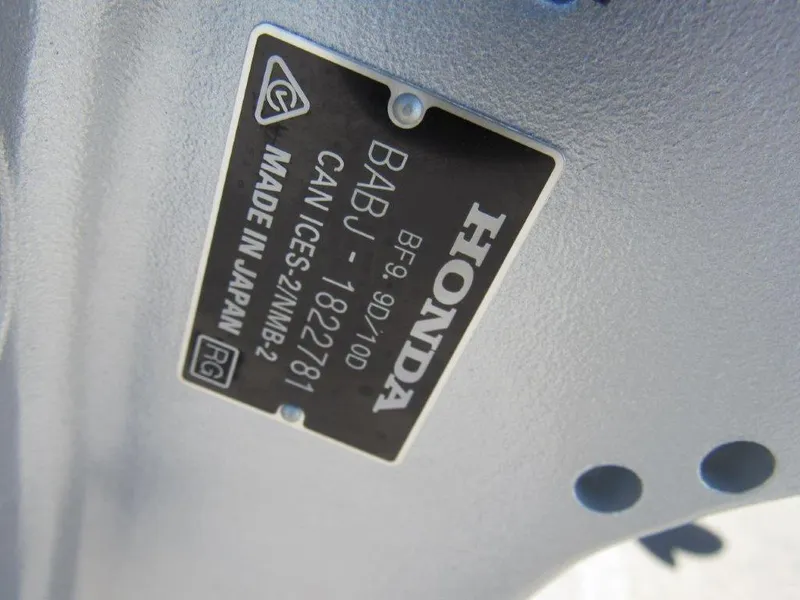 HONDA
BF9.9D/10D
BABJ - 1822781
CAN ICES-2/NMB-2
MADE IN JAPAN
RG